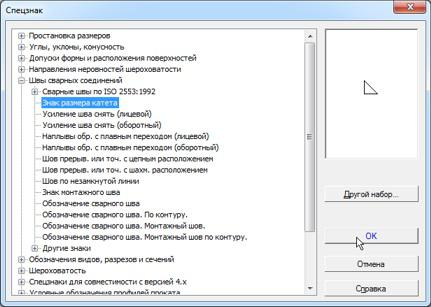 Спецзнак
Простановка размеров
Углы, уклоны, конусность
Допуски формы и расположения поверхностей
Направления неровностей шероховатости
Швы сварных соединений
Сварные швы по ISO 2553:1992
Знак размера катета
Усиление шва снять (лицевой)
Усиление шва снять (оборотный)
Наплывы обр. с плавным переходом (лицевой)
Наплывы обр. с плавным переходом (оборотный)
Шов прерыв. или точ. с цепным расположением
Шов прерыв. или точ. с шахм. расположением
Шов по незамкнутой линии
Знак монтажного шва
Обозначение сварного шва
Обозначение сварного шва. По контуру.
Обозначение сварного шва. Монтажный шов.
Обозначение сварного шва. Монтажный шов по контуру.
Другие знаки
Обозначения видов, разрезов и сечений
Шероховатость
Спецзнаки для совместимости с версией 4.x
Условные обозначения профилей проката
Другой набор...
OK
Отмена
Справка